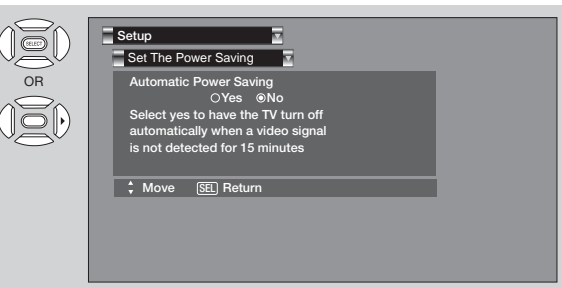 SELECT
OR
Setup
Set The Power Saving
Automatic Power Saving
Yes No
Select yes to have the TV turn off
automatically when a video signal
is not detected for 15 minutes
Move SEL Return